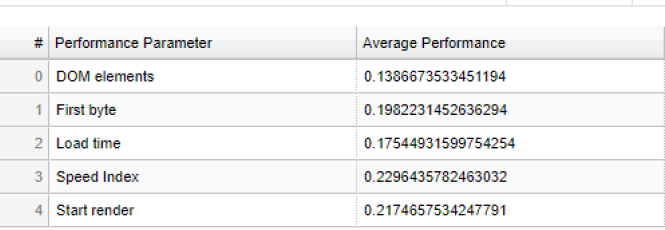 # Performance Parameter Average Performance
0 DOM elements 0.1386673533451194
1 First byte 0.1982231452636294
2 Load time 0.17544931599754254
3 Speed Index 0.2296435782463032
4 Start render 0.2174657534247791